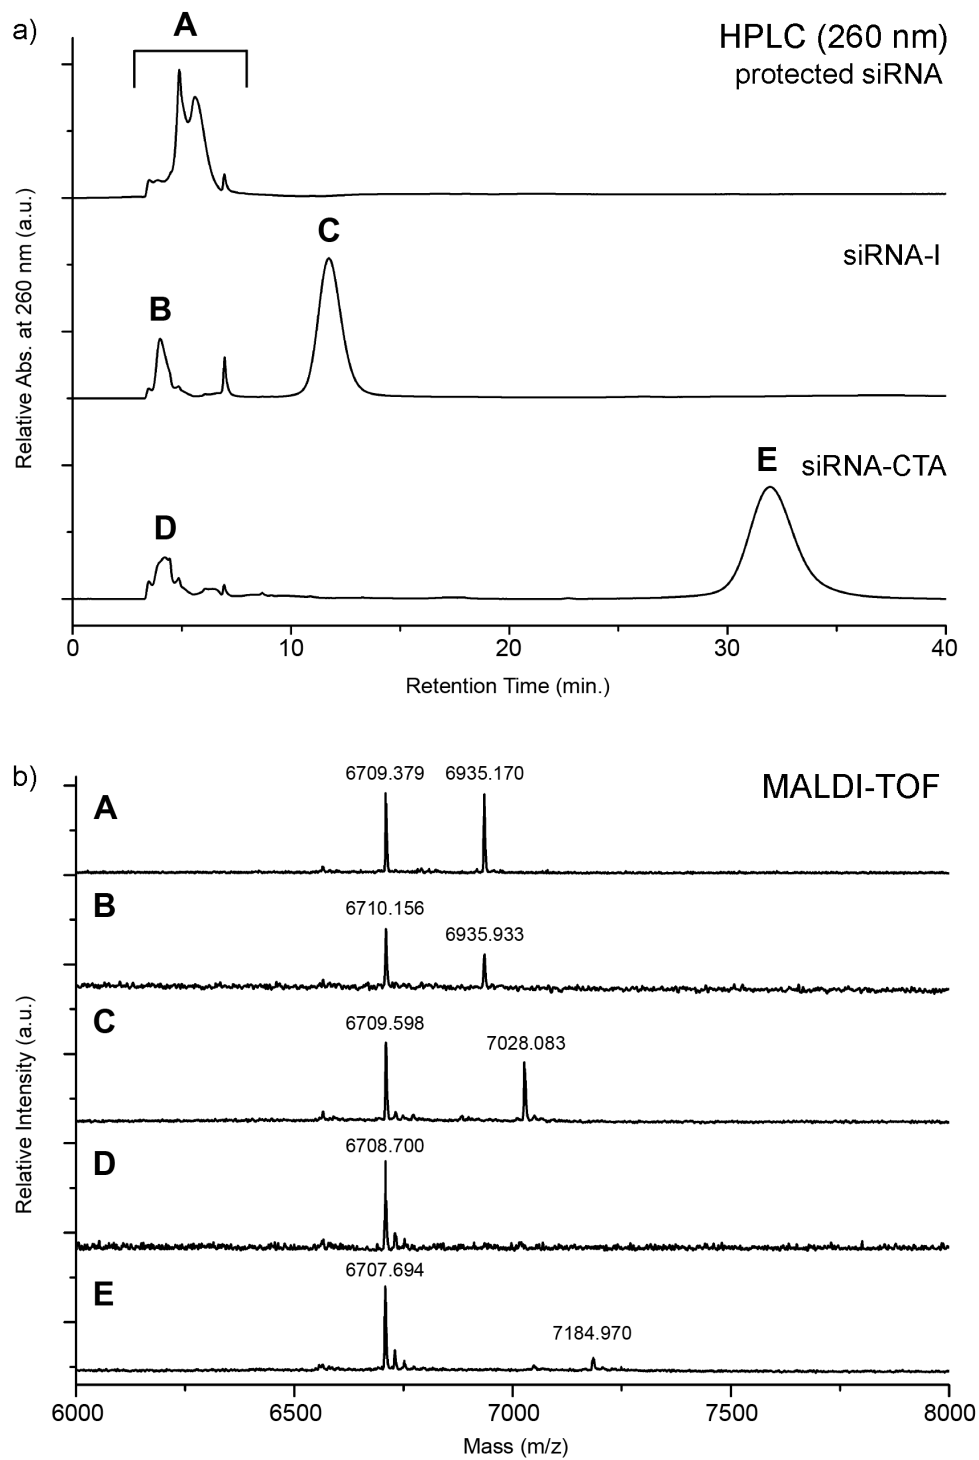 a)
A
HPLC (260 nm)
protected siRNA
Relative Abs. at 260 nm (a.u.)
C
siRNA-I
B
E
siRNA-CTA
D
0 10 20 30 40
Retention Time (min.)
b)
6709.379 6935.170
MALDI-TOF
A
B
6710.156
6935.933
Relative Intensity (a.u.)
C
6709.598
7028.083
D
6708.700
E
6707.694
7184.970
6000 6500 7000 7500 8000
Mass (m/z)